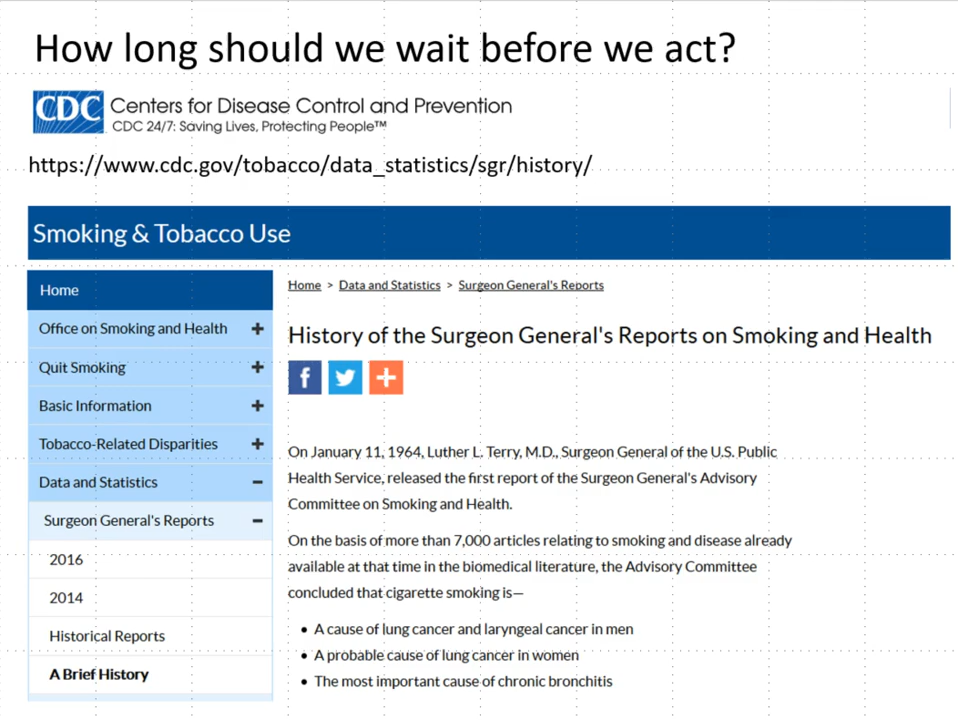 How long should we wait before we act?
CDC Centers for Disease Control and Prevention
CDC 24/7: Saving Lives, Protecting People™
https://www.cdc.gov/tobacco/data_statistics/sgr/history/
Smoking & Tobacco Use
Home
Office on Smoking and Health +
Quit Smoking +
Basic Information +
Tobacco-Related Disparities +
Data and Statistics –
Surgeon General's Reports –
2016
2014
Historical Reports
A Brief History
Home > Data and Statistics > Surgeon General's Reports
History of the Surgeon General's Reports on Smoking and Health
f +
On January 11, 1964, Luther L. Terry, M.D., Surgeon General of the U.S. Public
Health Service, released the first report of the Surgeon General's Advisory
Committee on Smoking and Health.
On the basis of more than 7,000 articles relating to smoking and disease already
available at that time in the biomedical literature, the Advisory Committee
concluded that cigarette smoking is—
• A cause of lung cancer and laryngeal cancer in men
• A probable cause of lung cancer in women
• The most important cause of chronic bronchitis